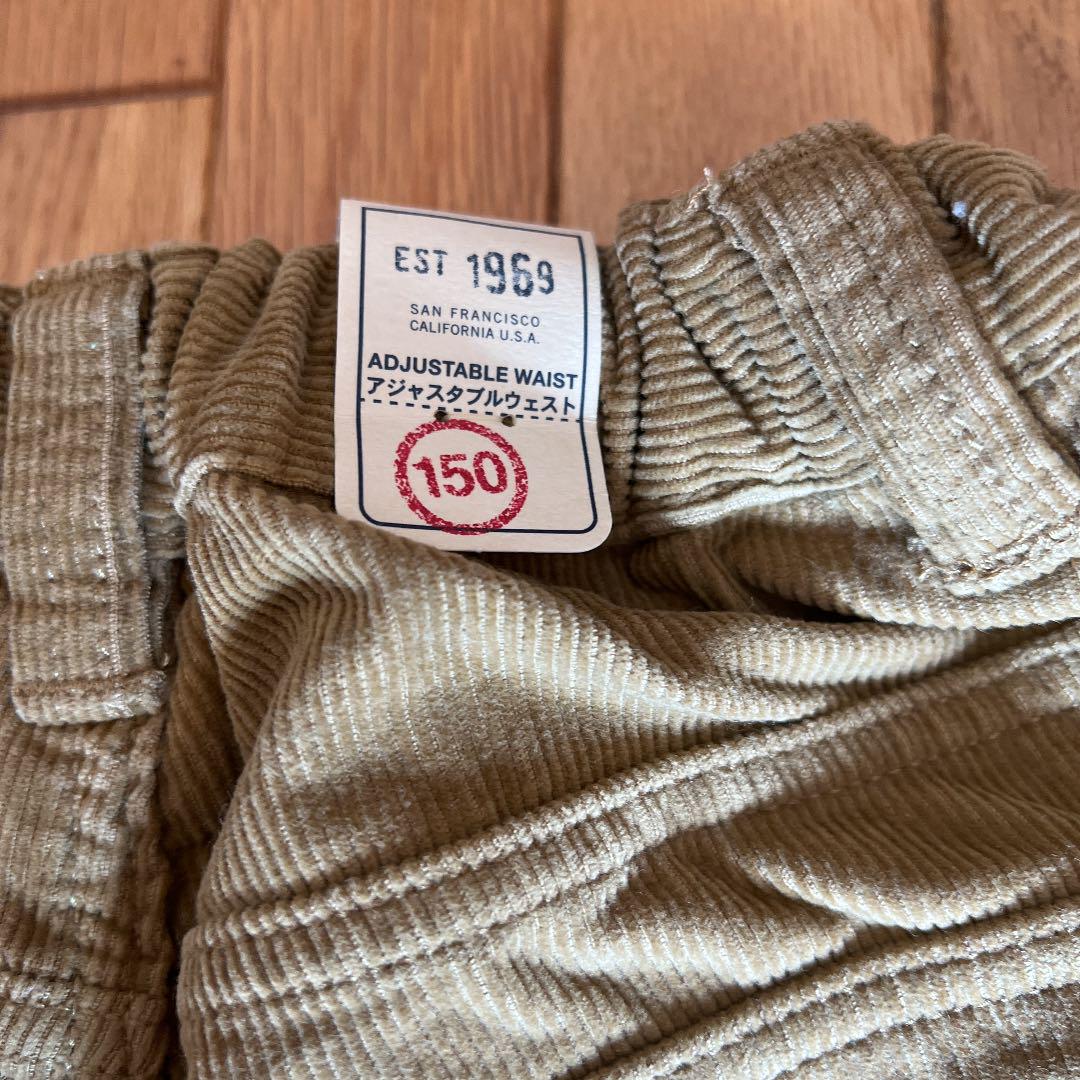 EST 1969
SAN FRANCISCO
CALIFORNIA U.S.A.
ADJUSTABLE WAIST
アジャスタブルウェスト
150